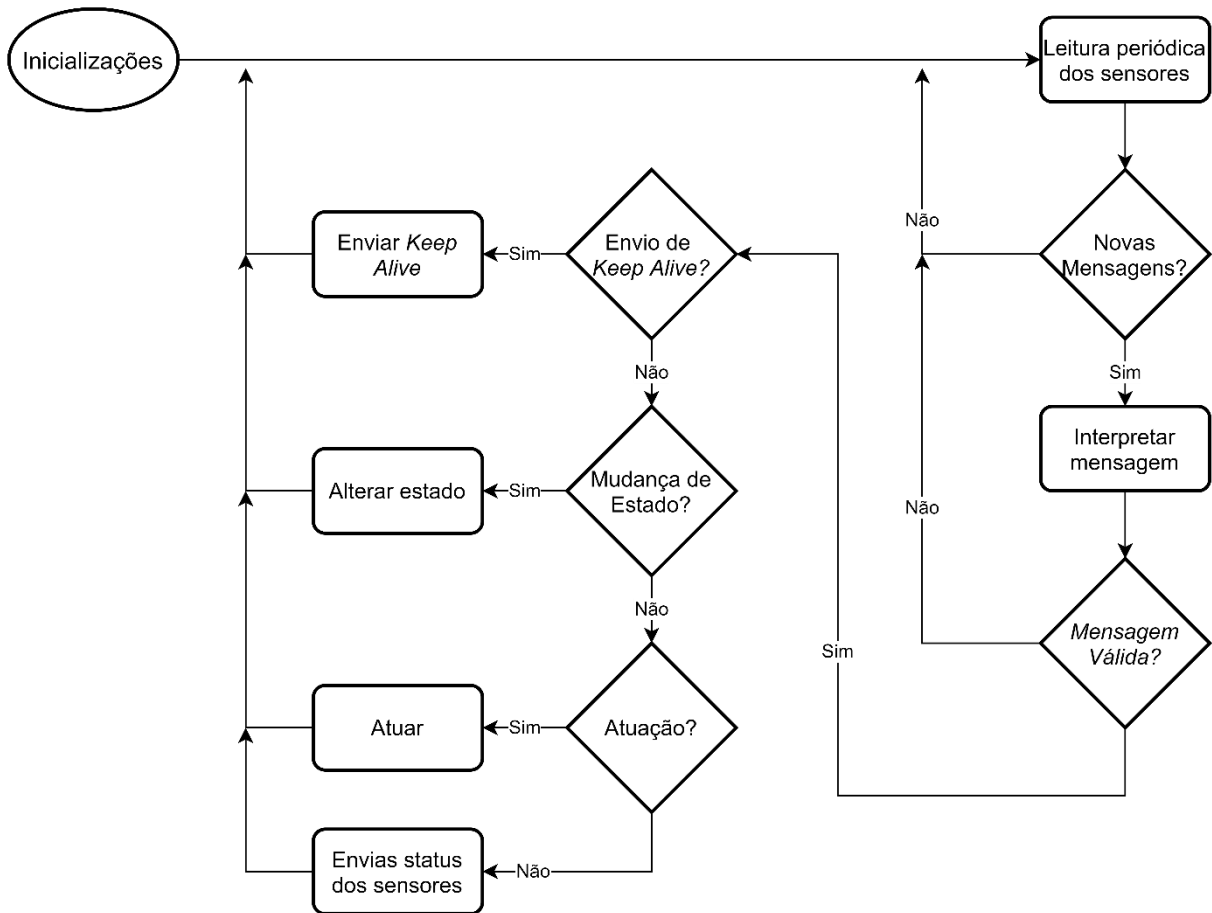 Inicializações
Leitura periódica
dos sensores
Não
Novas
Mensagens?
Sim
Interpretar
mensagem
Não
Mensagem
Válida?
Sim
Envio de
Keep Alive?
Sim
Enviar Keep
Alive
Não
Mudança de
Estado?
Sim
Alterar estado
Não
Atuação?
Sim
Atuar
Não
Envias status
dos sensores